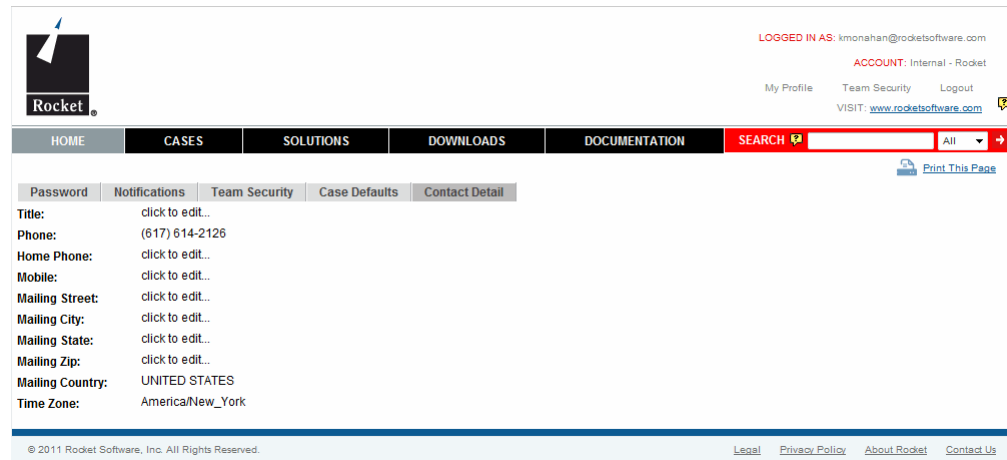 Rocket ®
LOGGED IN AS: kmonahan@rocketsoftware.com
ACCOUNT: Internal - Rocket
My Profile Team Security Logout
VISIT: www.rocketsoftware.com ?
HOME CASES SOLUTIONS DOWNLOADS DOCUMENTATION SEARCH ? All
Print This Page
Password Notifications Team Security Case Defaults Contact Detail
Title: click to edit...
Phone: (617) 614-2126
Home Phone: click to edit...
Mobile: click to edit...
Mailing Street: click to edit...
Mailing City: click to edit...
Mailing State: click to edit...
Mailing Zip: click to edit...
Mailing Country: UNITED STATES
Time Zone: America/New_York
© 2011 Rocket Software, Inc. All Rights Reserved. Legal Privacy Policy About Rocket Contact Us